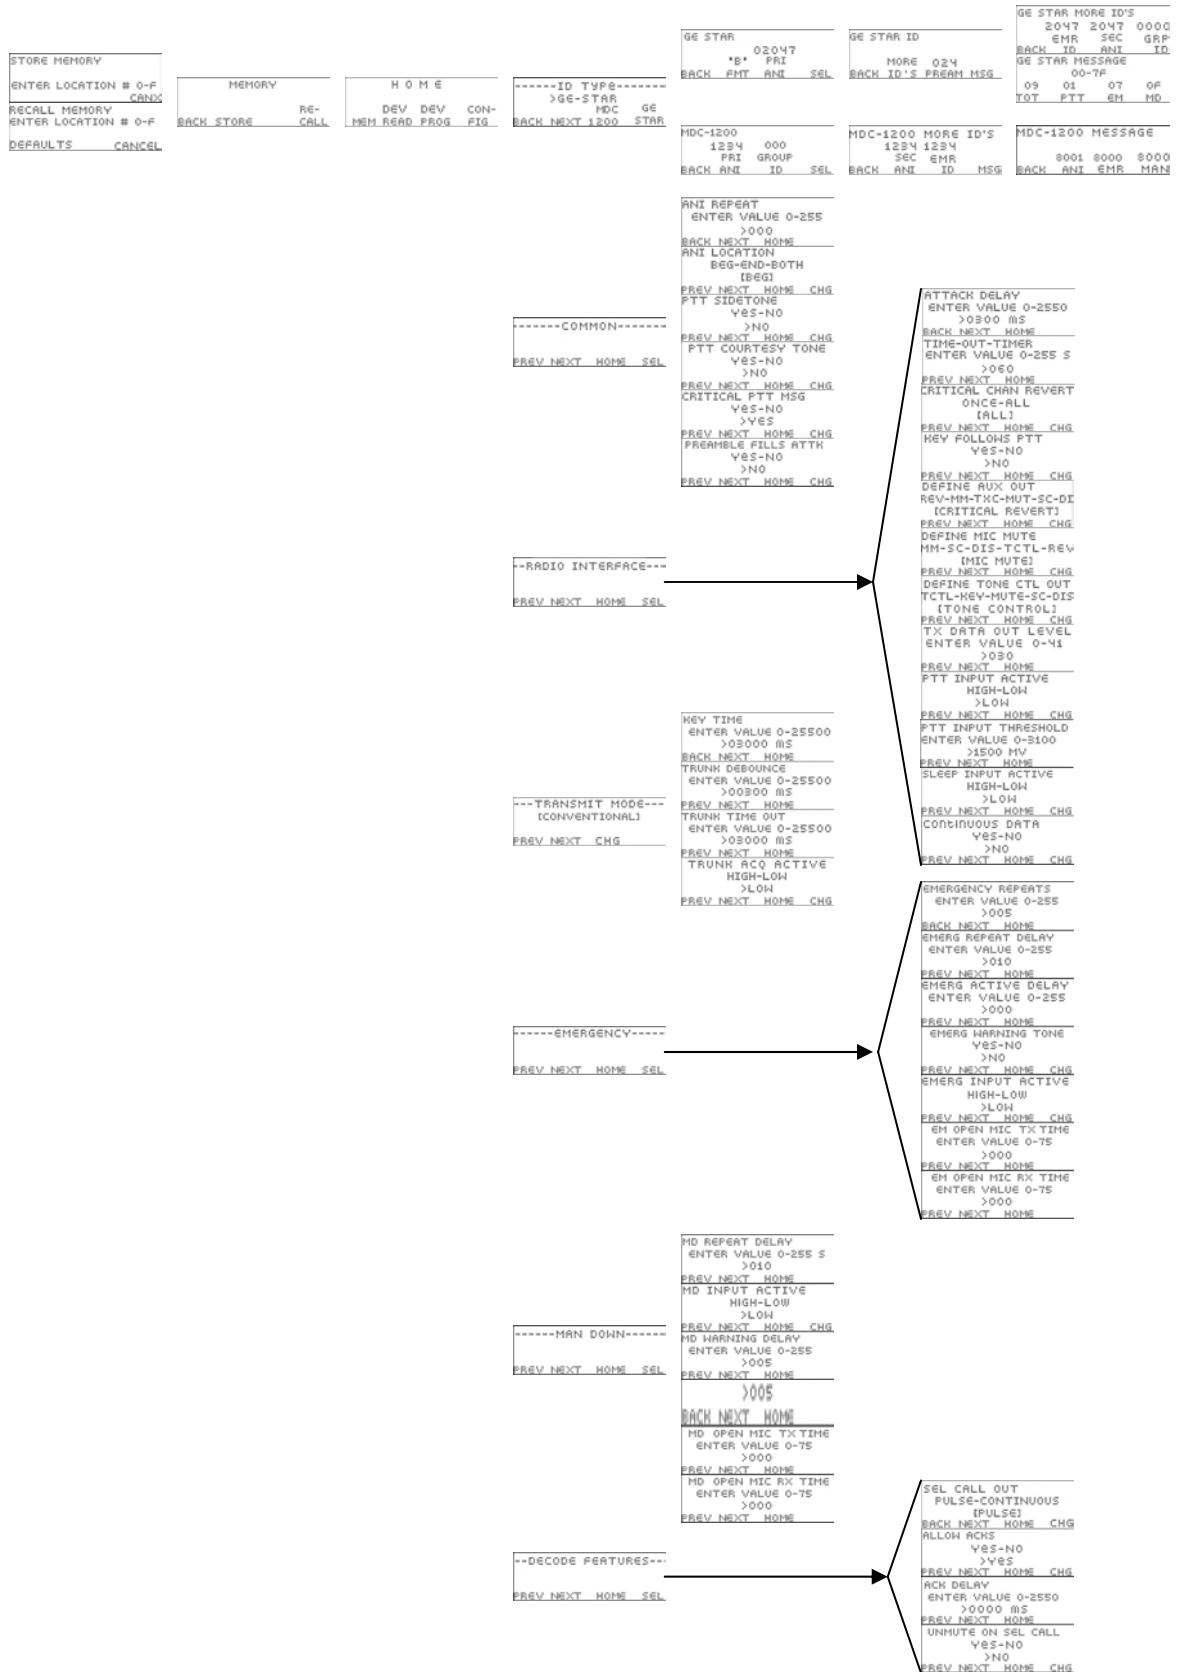 STORE MEMORY
ENTER LOCATION # 0-F
CANX
RECALL MEMORY
ENTER LOCATION # 0-F
DEFAULTS CANCEL
MEMORY
RE-
BACK STORE CALL
H O M E
DEV DEV CON-
MEM READ PROG FIG
------ID TYPE-------
>GE-STAR
MDC GE
BACK NEXT 1200 STAR
GE STAR
02047
"B" PRI
BACK FMT ANI SEL
GE STAR ID
MORE 024
BACK ID'S PREAM MSG
GE STAR MORE ID'S
2047 2047 0000
EMR SEC GRP
BACK ID ANI ID
GE STAR MESSAGE
00-7F
09 01 07 0F
TOT PTT EM MD
MDC-1200
1234 000
PRI GROUP
BACK ANI ID SEL
MDC-1200 MORE ID'S
1234 1234
SEC EMR
BACK ANI ID MSG
MDC-1200 MESSAGE
8001 8000 8000
BACK ANI EMR MAN
-------COMMON-------
PREV NEXT HOME SEL
ANI REPEAT
ENTER VALUE 0-255
>000
BACK NEXT HOME
ANI LOCATION
BEG-END-BOTH
[BEG]
PREV NEXT HOME CHG
PTT SIDETONE
YES-NO
>NO
PREV NEXT HOME CHG
PTT COURTESY TONE
YES-NO
>NO
PREV NEXT HOME CHG
CRITICAL PTT MSG
YES-NO
>YES
PREV NEXT HOME CHG
PREAMBLE FILLS ATTK
YES-NO
>NO
PREV NEXT HOME CHG
--RADIO INTERFACE---
PREV NEXT HOME SEL
ATTACK DELAY
ENTER VALUE 0-2550
>0300 MS
BACK NEXT HOME
TIME-OUT-TIMER
ENTER VALUE 0-255 S
>060
PREV NEXT HOME
CRITICAL CHAN REVERT
ONCE-ALL
[ALL]
PREV NEXT HOME CHG
KEY FOLLOWS PTT
YES-NO
>NO
PREV NEXT HOME CHG
DEFINE AUX OUT
REV-MM-TXC-MUT-SC-DI
[CRITICAL REVERT]
PREV NEXT HOME CHG
DEFINE MIC MUTE
MM-SC-DIS-TCTL-REV
[MIC MUTE]
PREV NEXT HOME CHG
DEFINE TONE CTL OUT
TCTL-KEY-MUTE-SC-DIS
[TONE CONTROL]
PREV NEXT HOME CHG
TX DATA OUT LEVEL
ENTER VALUE 0-41
>030
PREV NEXT HOME
PTT INPUT ACTIVE
HIGH-LOW
>LOW
PREV NEXT HOME CHG
PTT INPUT THRESHOLD
ENTER VALUE 0-3100
>1500 MV
PREV NEXT HOME
SLEEP INPUT ACTIVE
HIGH-LOW
>LOW
PREV NEXT HOME CHG
CONTINUOUS DATA
YES-NO
>NO
PREV NEXT HOME CHG
---TRANSMIT MODE---
[CONVENTIONAL]
PREV NEXT CHG
KEY TIME
ENTER VALUE 0-25500
>03000 MS
BACK NEXT HOME
TRUNK DEBOUNCE
ENTER VALUE 0-25500
>00300 MS
PREV NEXT HOME
TRUNK TIME OUT
ENTER VALUE 0-25500
>03000 MS
PREV NEXT HOME
TRUNK ACQ ACTIVE
HIGH-LOW
>LOW
PREV NEXT HOME CHG
------EMERGENCY-----
PREV NEXT HOME SEL
EMERGENCY REPEATS
ENTER VALUE 0-255
>005
BACK NEXT HOME
EMERG REPEAT DELAY
ENTER VALUE 0-255
>010
PREV NEXT HOME
EMERG ACTIVE DELAY
ENTER VALUE 0-255
>000
PREV NEXT HOME
EMERG WARNING TONE
YES-NO
>NO
PREV NEXT HOME CHG
EMERG INPUT ACTIVE
HIGH-LOW
>LOW
PREV NEXT HOME CHG
EM OPEN MIC TX TIME
ENTER VALUE 0-75
>000
PREV NEXT HOME
EM OPEN MIC RX TIME
ENTER VALUE 0-75
>000
PREV NEXT HOME
------MAN DOWN------
PREV NEXT HOME SEL
MD REPEAT DELAY
ENTER VALUE 0-255 S
>010
PREV NEXT HOME
MD INPUT ACTIVE
HIGH-LOW
>LOW
PREV NEXT HOME CHG
MD WARNING DELAY
ENTER VALUE 0-255
>005
PREV NEXT HOME
>005
BACK NEXT HOME
MD OPEN MIC TX TIME
ENTER VALUE 0-75
>000
PREV NEXT HOME
MD OPEN MIC RX TIME
ENTER VALUE 0-75
>000
PREV NEXT HOME
--DECODE FEATURES--
PREV NEXT HOME SEL
SEL CALL OUT
PULSE-CONTINUOUS
[PULSE]
BACK NEXT HOME CHG
ALLOW ACKS
YES-NO
>YES
PREV NEXT HOME CHG
ACK DELAY
ENTER VALUE 0-2550
>0000 MS
PREV NEXT HOME
UNMUTE ON SEL CALL
YES-NO
>NO
PREV NEXT HOME CHG